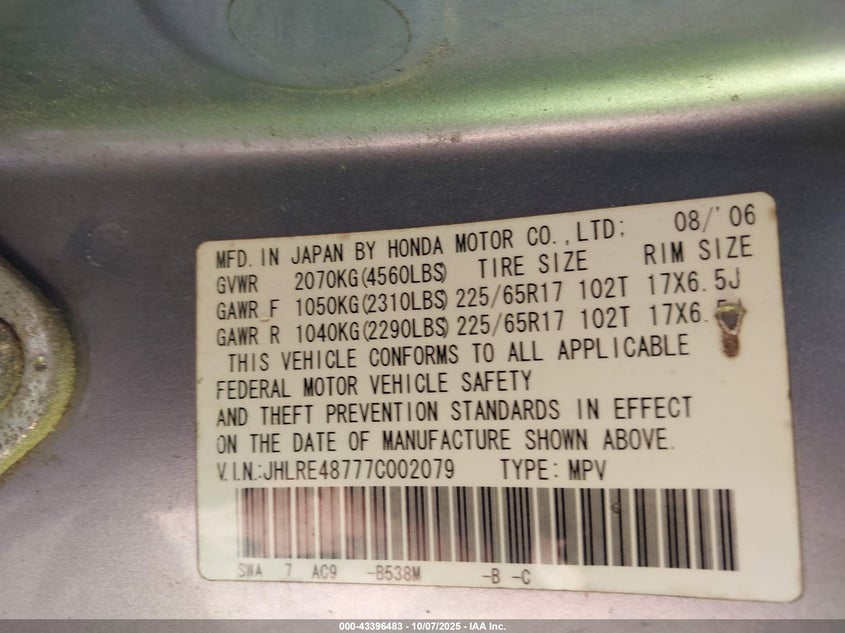 MFD. IN JAPAN BY HONDA MOTOR CO.,LTD; 08/'06
GVWR 2070KG(4560LBS) TIRE SIZE RIM SIZE
GAWR F 1050KG(2310LBS) 225/65R17 102T 17X6.5J
GAWR R 1040KG(2290LBS) 225/65R17 102T 17X6.5J
THIS VEHICLE CONFORMS TO ALL APPLICABLE
FEDERAL MOTOR VEHICLE SAFETY
AND THEFT PREVENTION STANDARDS IN EFFECT
ON THE DATE OF MANUFACTURE SHOWN ABOVE.
V.I.N.:JHLRE48777C002079 TYPE: MPV
SWA 7 AC9 -B538M -B -C
000-43396483 - 10/07/2025 - IAA Inc.